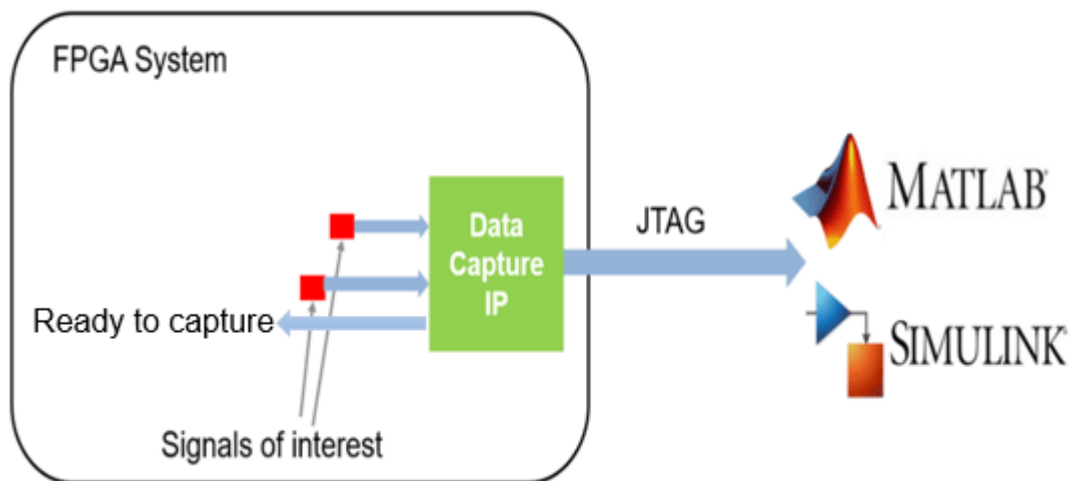 FPGA System
Data
Capture
IP
JTAG
MATLAB
Ready to capture
SIMULINK
Signals of interest